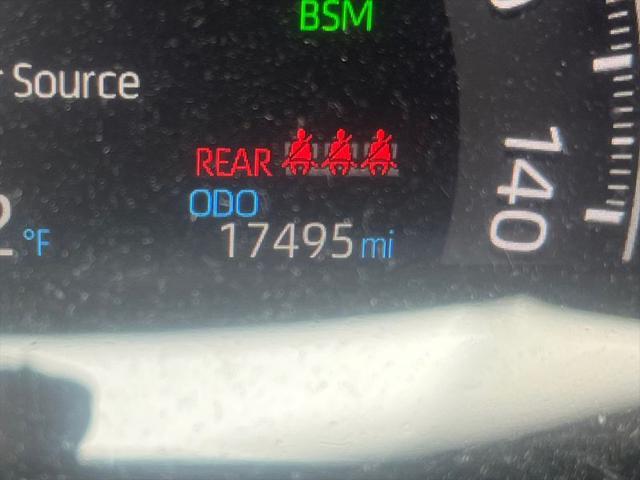 BSM
Source
REAR
ODO
°F
17495 mi
140